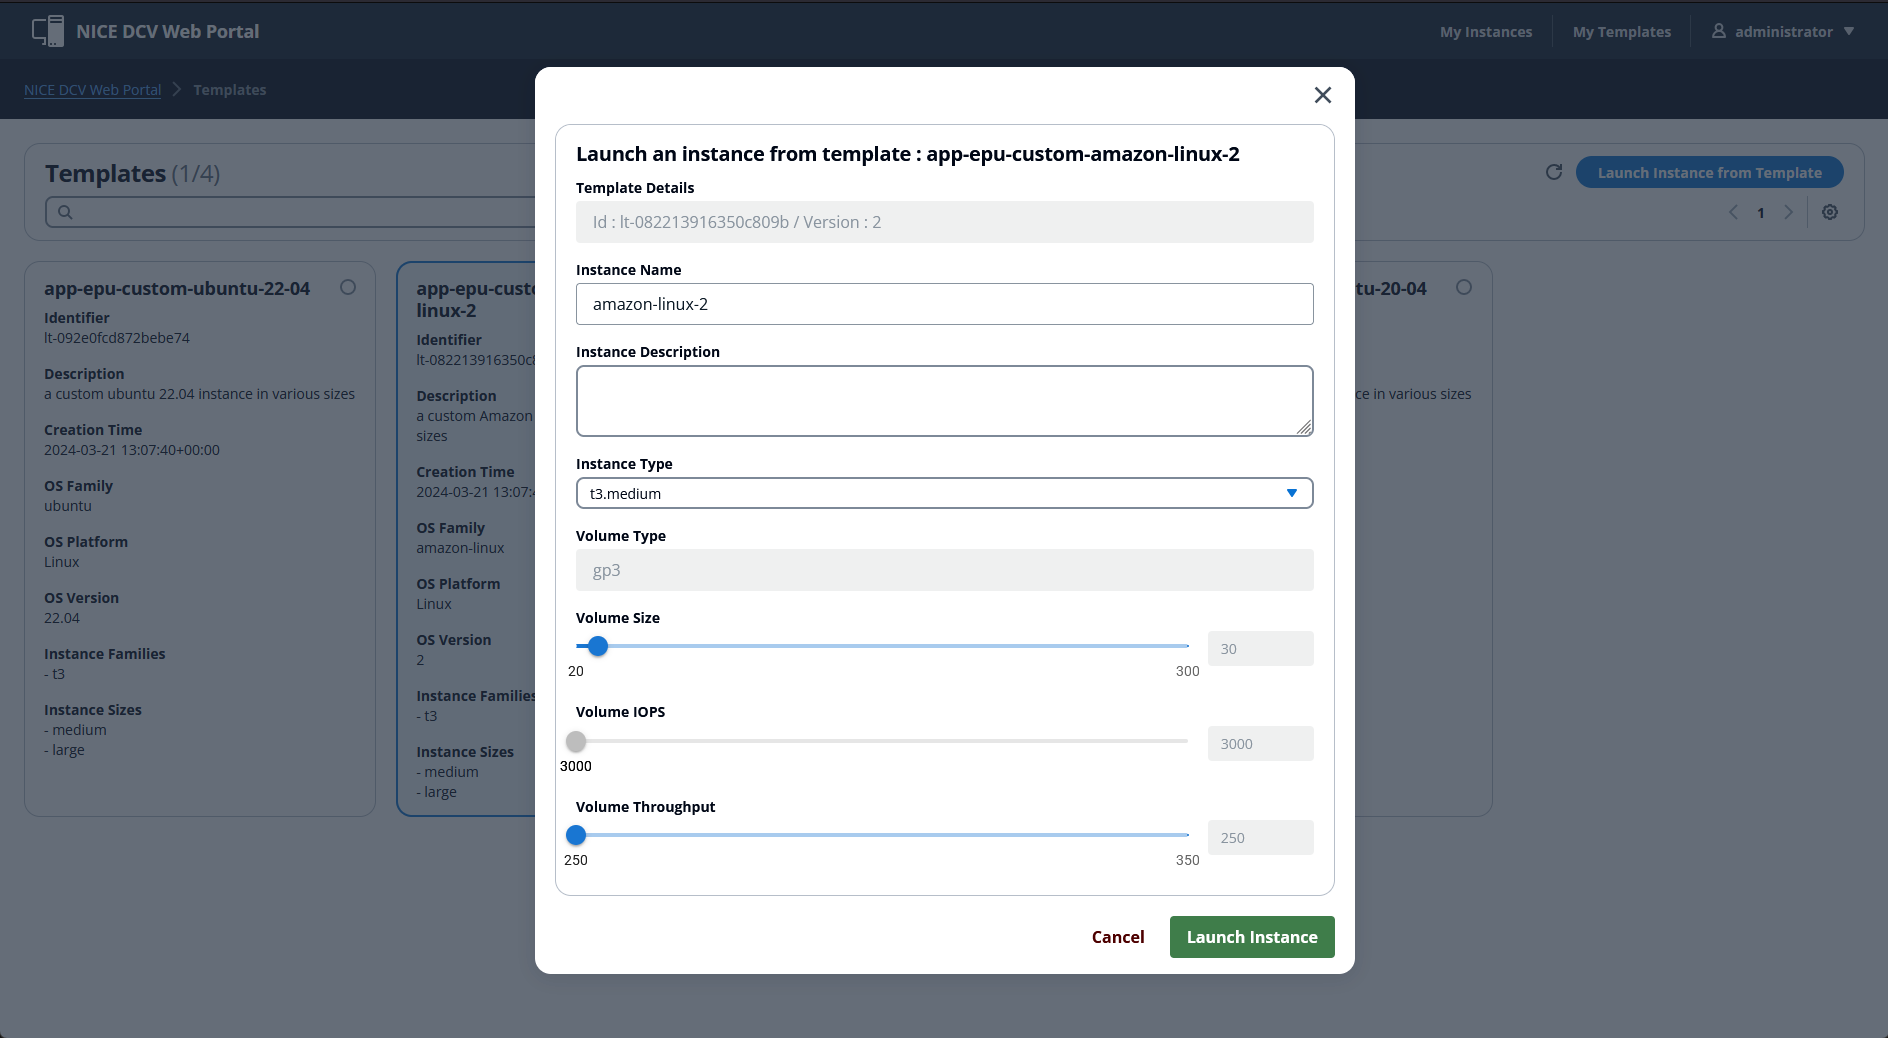 NICE DCV Web Portal
My Instances
My Templates
administrator
NICE DCV Web Portal
Templates
Templates (1/4)
Launch Instance from Template
1
app-epu-custom-ubuntu-22-04
Identifier
lt-092e0fcd872bebe74
Description
a custom ubuntu 22.04 instance in various sizes
Creation Time
2024-03-21 13:07:40+00:00
OS Family
ubuntu
OS Platform
Linux
OS Version
22.04
Instance Families
- t3
Instance Sizes
- medium
- large
app-epu-custo
linux-2
Identifier
lt-082213916350c8
Description
a custom Amazon
sizes
Creation Time
2024-03-21 13:07:4
OS Family
amazon-linux
OS Platform
Linux
OS Version
2
Instance Families
- t3
Instance Sizes
- medium
- large
Launch an instance from template : app-epu-custom-amazon-linux-2
Template Details
Id : lt-082213916350c809b / Version : 2
Instance Name
amazon-linux-2
Instance Description
Instance Type
t3.medium
Volume Type
gp3
Volume Size
30
20
300
Volume IOPS
3000
3000
Volume Throughput
250
250
350
Cancel
Launch Instance
tu-20-04
ce in various sizes